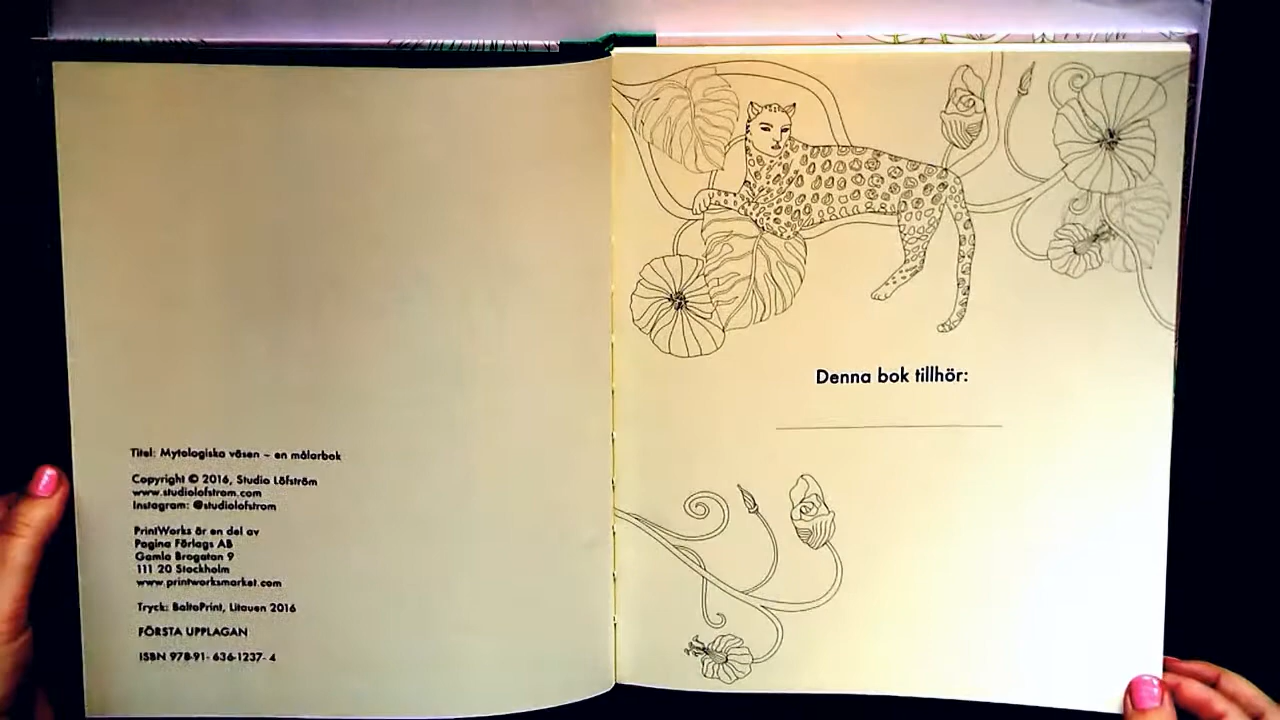 Titel: Mytologiska väsen – en målarbok
Copyright © 2016, Studio Löfström
www.studiolofstrom.com
Instagram: @studiolofstrom
PrintWorks är en del av
Pagina Förlags AB
Gamla Brogatan 9
111 20 Stockholm
www.printworksmarket.com
Tryck: BaltoPrint, Litauen 2016
FÖRSTA UPPLAGAN
ISBN 978-91- 636-1237- 4
Denna bok tillhör: